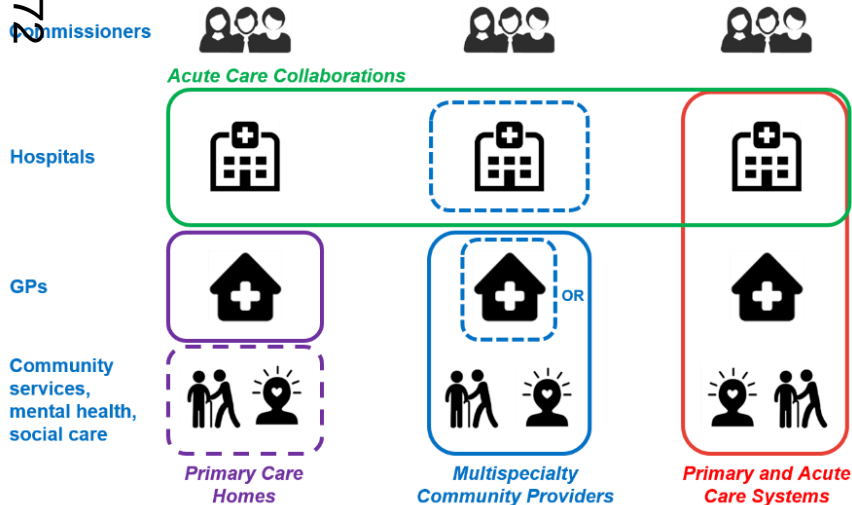 72
Commissioners
Acute Care Collaborations
Hospitals
GPs
OR
Community
services,
mental health,
social care
Primary Care
Homes
Multispecialty
Community Providers
Primary and Acute
Care Systems